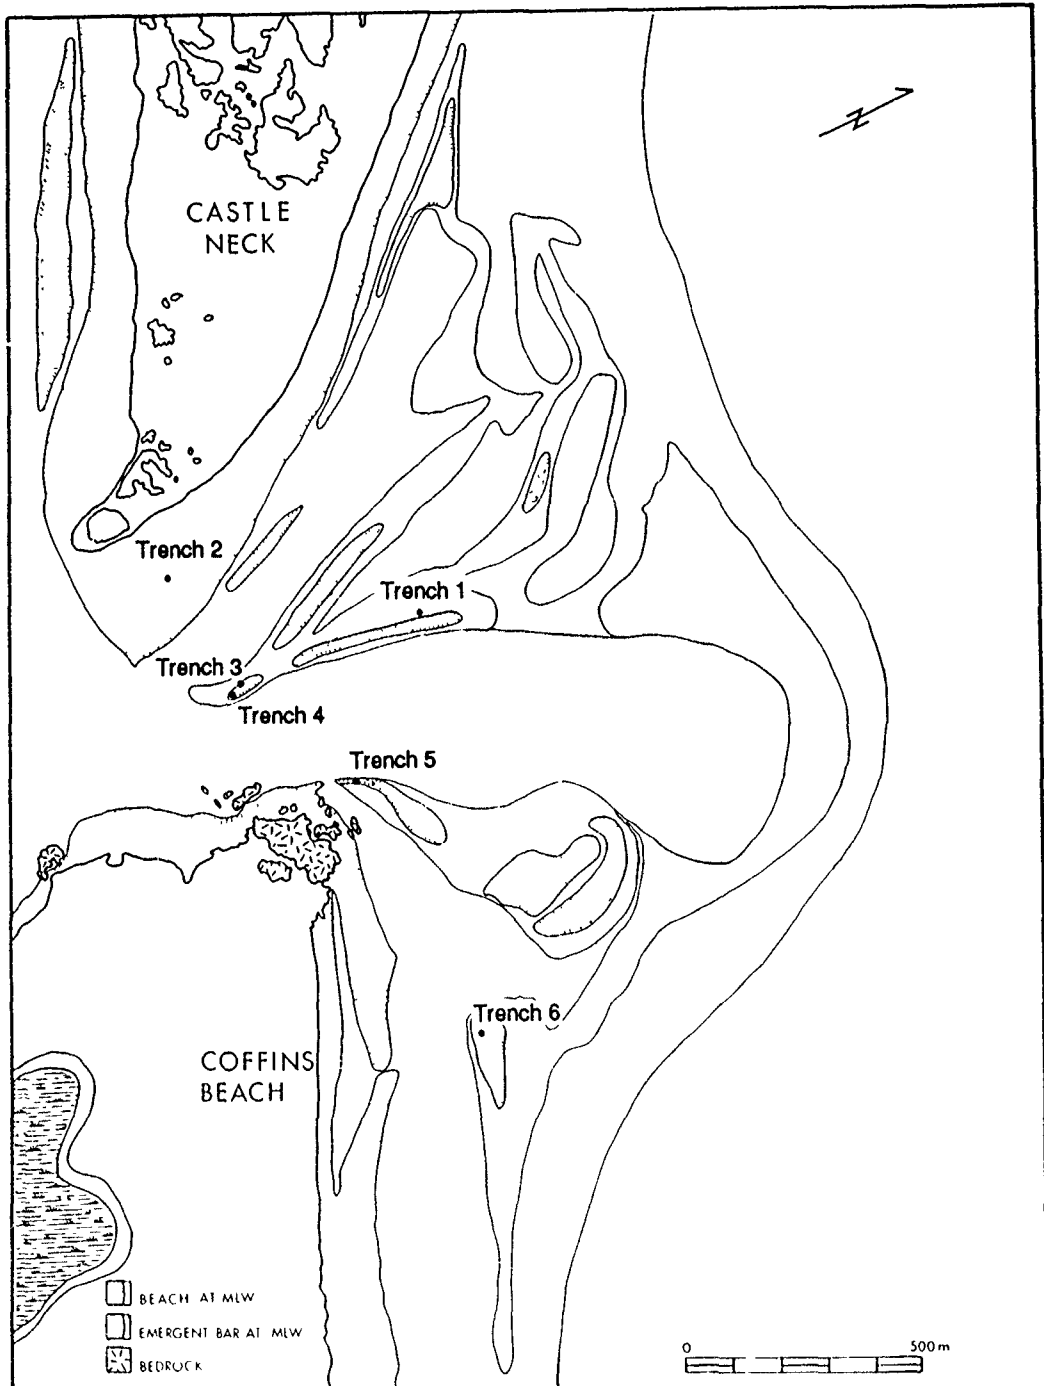 Z
CASTLE
NECK
Trench 2
Trench 1
Trench 3
Trench 4
Trench 5
Trench 6
COFFINS
BEACH
BEACH AT MLW
EMERGENT BAR AT MLW
BEDROCK
0 500 m